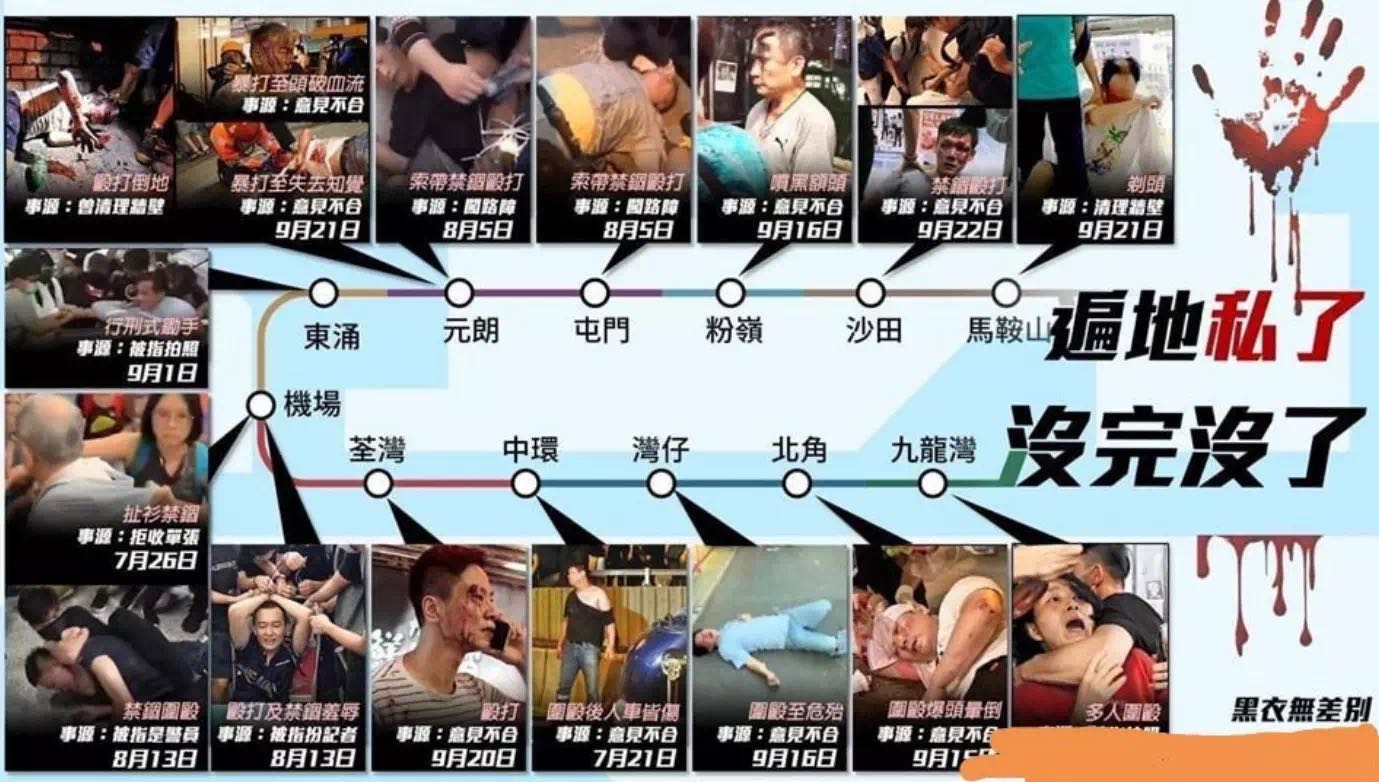 暴打至頭破血流
事源：意見不合
毆打倒地
事源：曾清理牆壁
暴打至失去知覺
事源：意見不合
9月21日
索帶禁錮毆打
事源：闖路障
8月5日
索帶禁錮毆打
事源：闖路障
8月5日
噴黑額頭
事源：意見不合
9月16日
禁錮毆打
事源：意見不合
9月22日
剃頭
事源：清理牆壁
9月21日
行刑式鋤手
事源：被指拍照
9月1日
東涌
元朗
屯門
粉嶺
沙田
馬鞍山
遍地私了
機場
沒完沒了
荃灣
中環
灣仔
北角
九龍灣
扯衫禁錮
事源：拒收單張
7月26日
禁錮圍毆
事源：被指是警員
8月13日
毆打及禁錮羞辱
事源：被指扮記者
8月13日
毆打
事源：意見不合
9月20日
圍毆後人車皆傷
事源：意見不合
7月21日
圍毆至危殆
事源：意見不合
9月16日
圍毆爆頭暈倒
事源：意見不合
多人圍毆
黑衣無差別